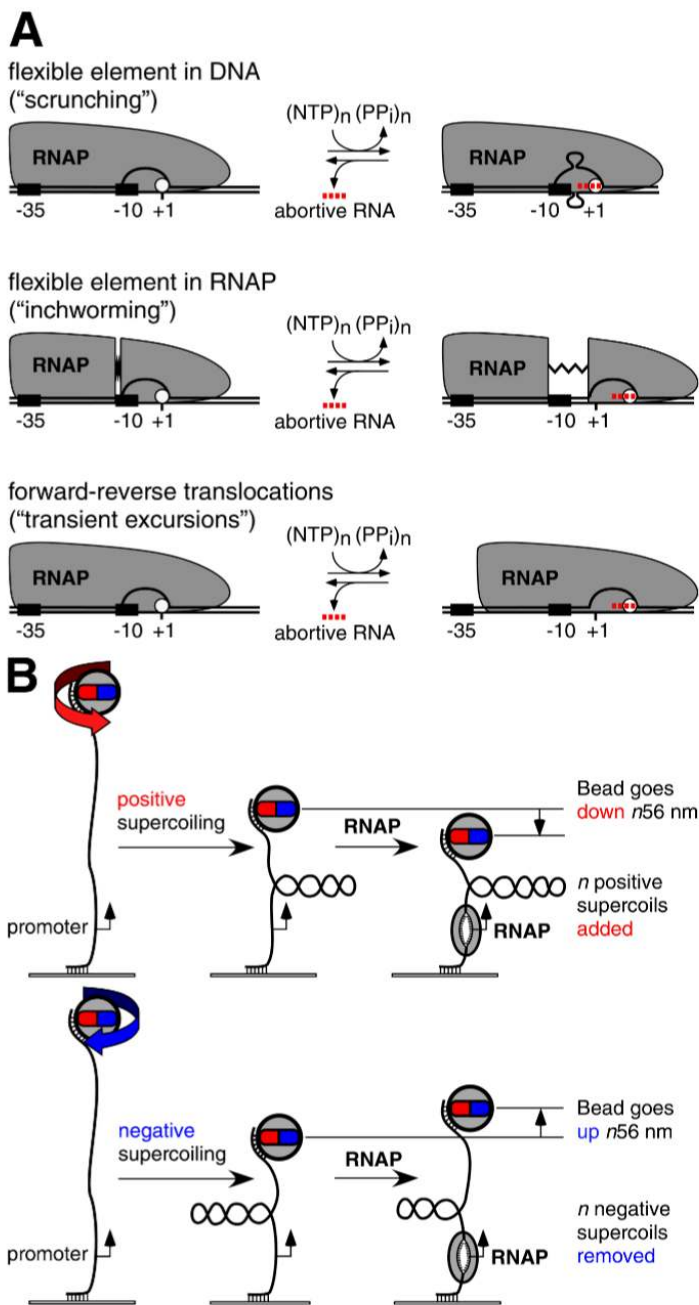 A
flexible element in DNA
("scrunching")
(NTP)n (PPi)n
RNAP
RNAP
abortive RNA
-35
-10 +1
-35
-10 +1
flexible element in RNAP
("inchworming")
(NTP)n (PPi)n
RNAP
RNAP
abortive RNA
-35
-10 +1
-35
-10 +1
forward-reverse translocations
("transient excursions")
(NTP)n (PPi)n
RNAP
RNAP
abortive RNA
-35
-10 +1
-35
-10 +1
B
positive
supercoiling
RNAP
Bead goes
down n56 nm
promoter
RNAP
n positive
supercoils
added
negative
supercoiling
RNAP
Bead goes
up n56 nm
promoter
RNAP
n negative
supercoils
removed